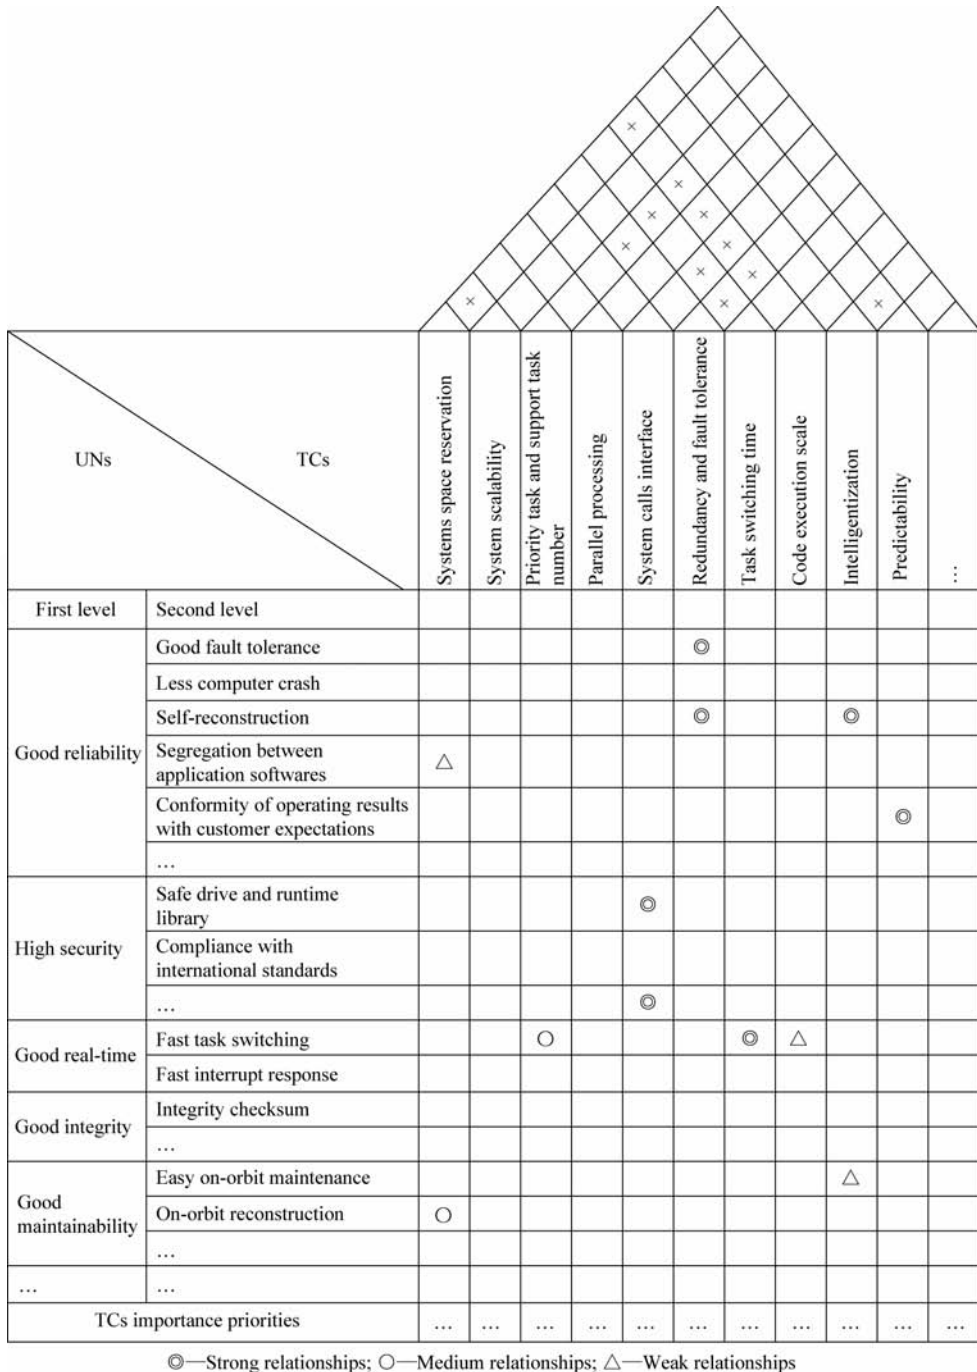 ×
×
× ×
× ×
× ×
× × ×
UNs
TCs
Systems space reservation
System scalability
Priority task and support task
number
Parallel processing
System calls interface
Redundancy and fault tolerance
Task switching time
Code execution scale
Intelligentization
Predictability
…
First level
Second level
Good reliability
Good fault tolerance
◎
Less computer crash
Self-reconstruction
◎ ◎
Segregation between
application softwares
△
Conformity of operating results
with customer expectations
◎
…
High security
Safe drive and runtime
library
◎
Compliance with
international standards
…
◎
Good real-time
Fast task switching
○ ◎ △
Fast interrupt response
Good integrity
Integrity checksum
…
Good
maintainability
Easy on-orbit maintenance
△
On-orbit reconstruction
○
…
… …
TCs importance priorities … … … … … … … … … … …
◎—Strong relationships; ○—Medium relationships; △—Weak relationships